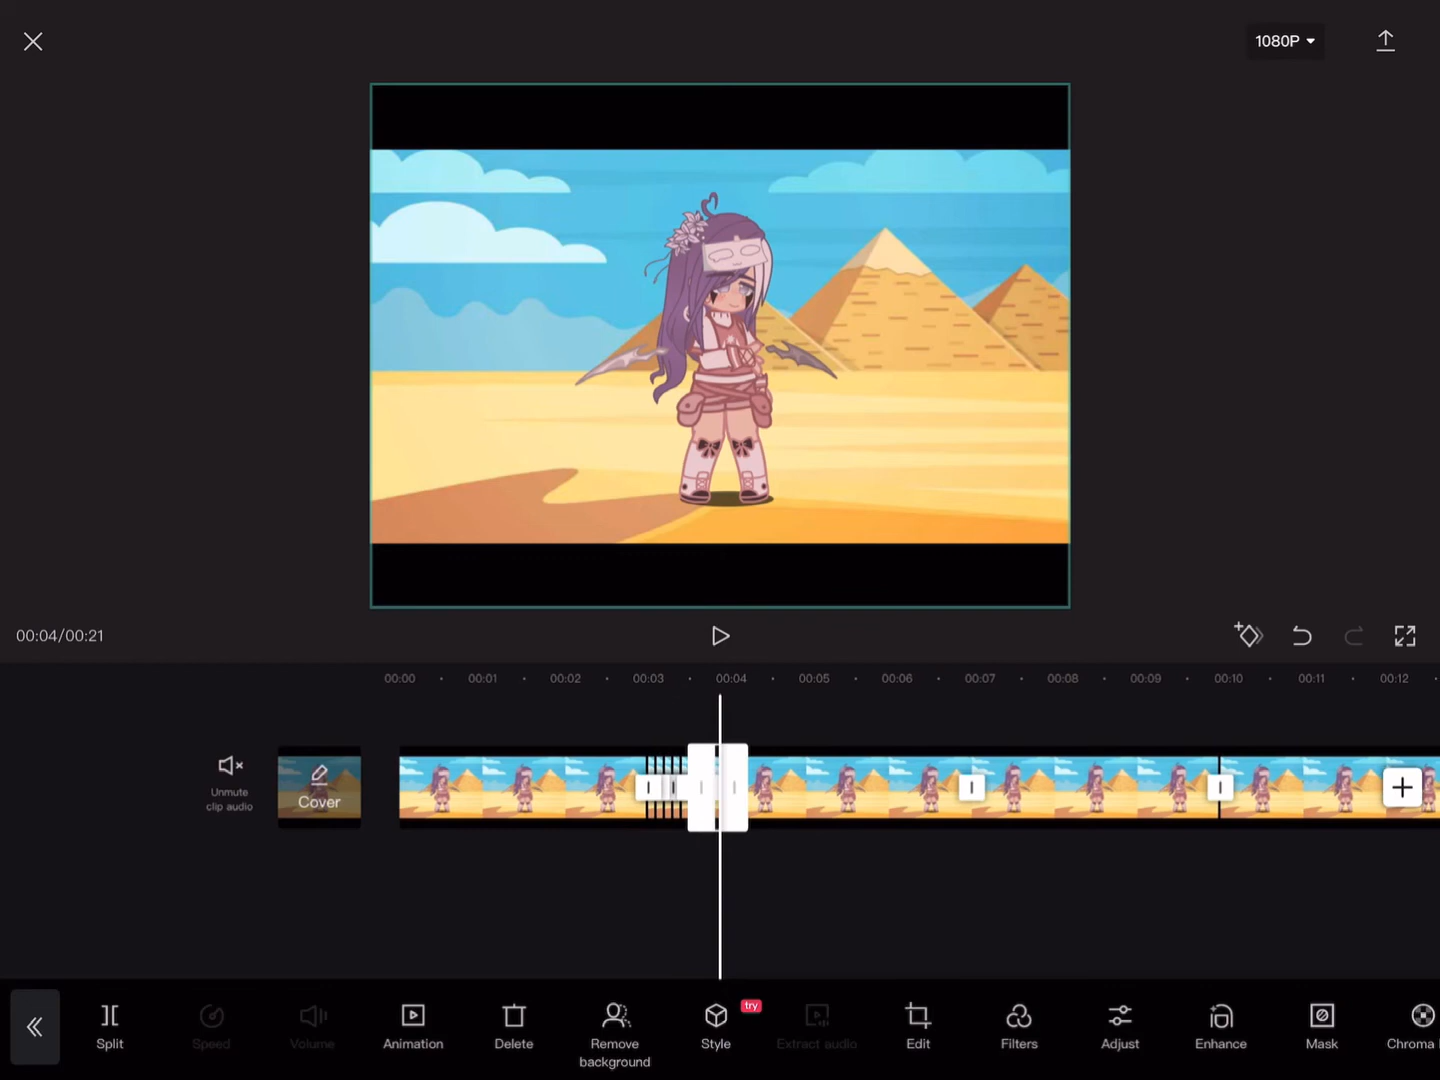 1080P
00:04/00:21
00:00
00:01
00:02
00:03
00:04
00:05
00:06
00:07
00:08
00:09
00:10
00:11
00:12
Unmute
clip audio
Cover
Split
Speed
Volume
Animation
Delete
Remove
background
Style
try
Extract audio
Edit
Filters
Adjust
Enhance
Mask
Chroma